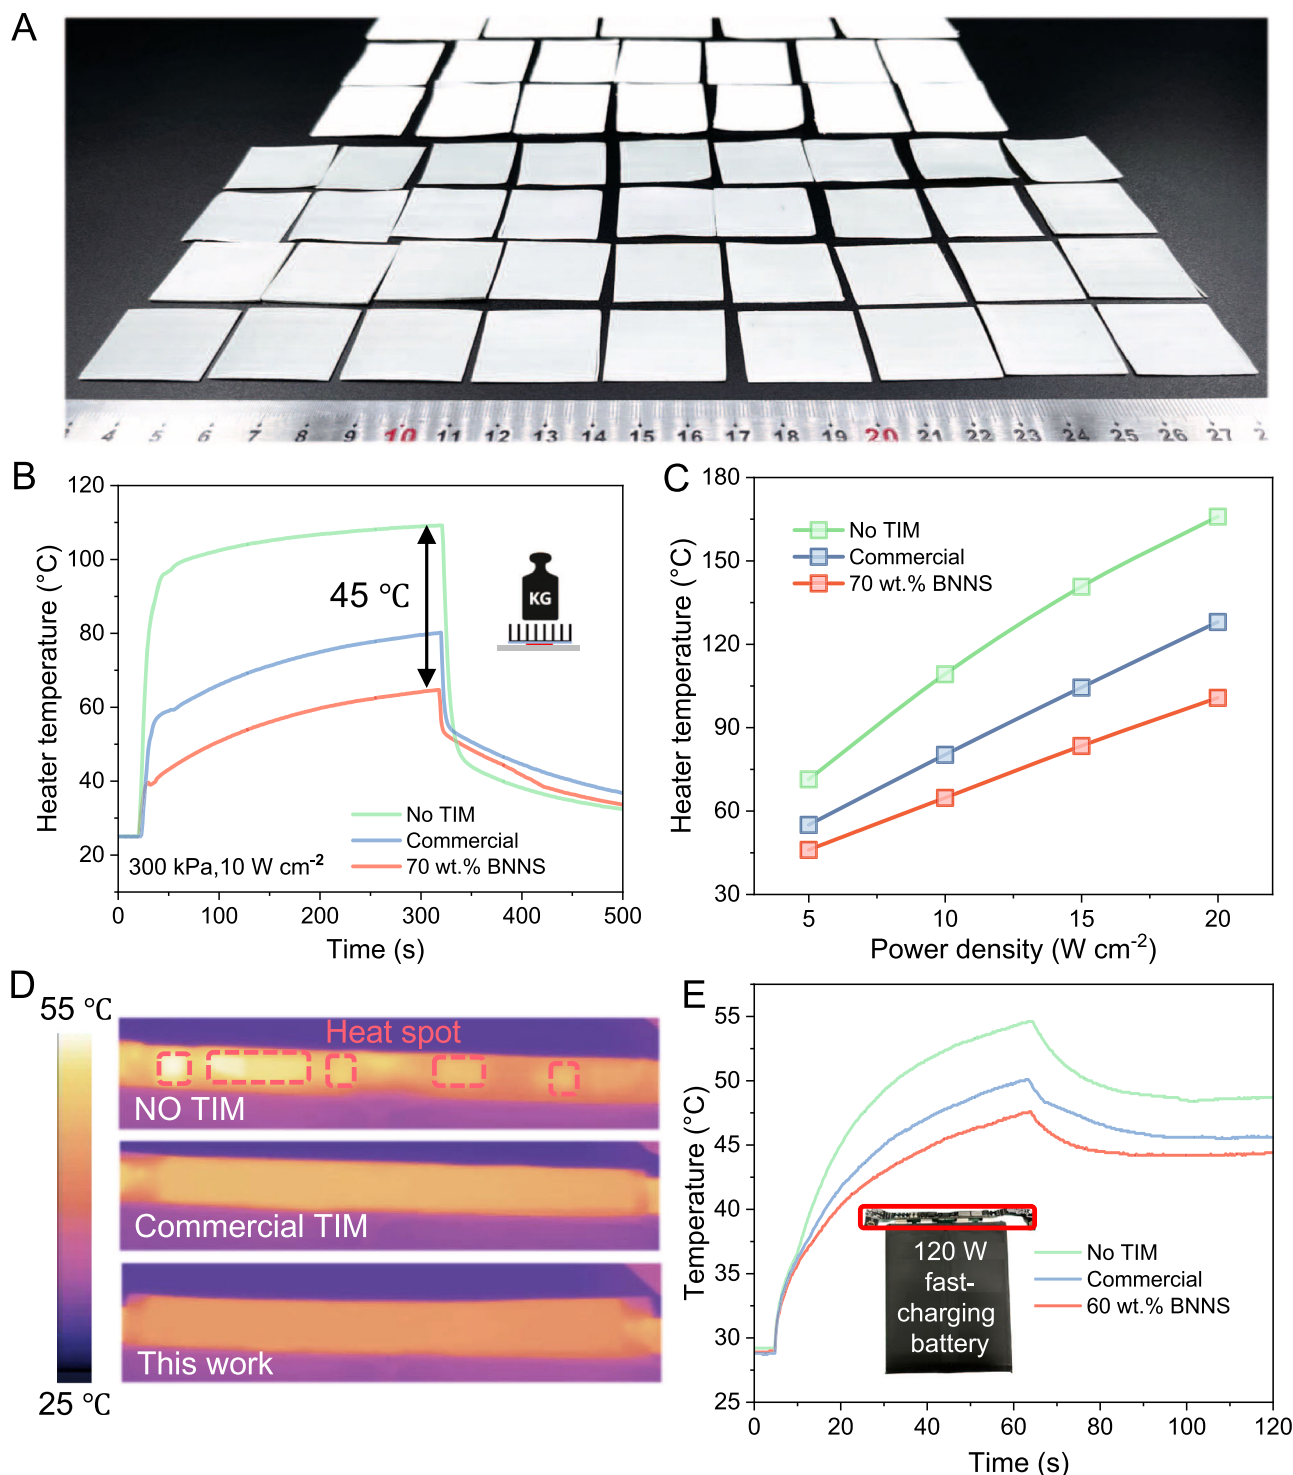 A
4 5 6 7 8 9 10 11 12 13 14 15 16 17 18 19 20 21 22 23 24 25 26 27
B
120
100
80
60
40
20
Heater temperature (°C)
45 °C
KG
No TIM
Commercial
70 wt.% BNNS
300 kPa,10 W cm⁻²
0 100 200 300 400 500
Time (s)
C
180
150
120
90
60
30
Heater temperature (°C)
No TIM
Commercial
70 wt.% BNNS
5 10 15 20
Power density (W cm⁻²)
D
55 °C
25 °C
Heat spot
NO TIM
Commercial TIM
This work
E
55
50
45
40
35
30
25
Temperature (°C)
120 W
fast-
charging
battery
No TIM
Commercial
60 wt.% BNNS
0 20 40 60 80 100 120
Time (s)